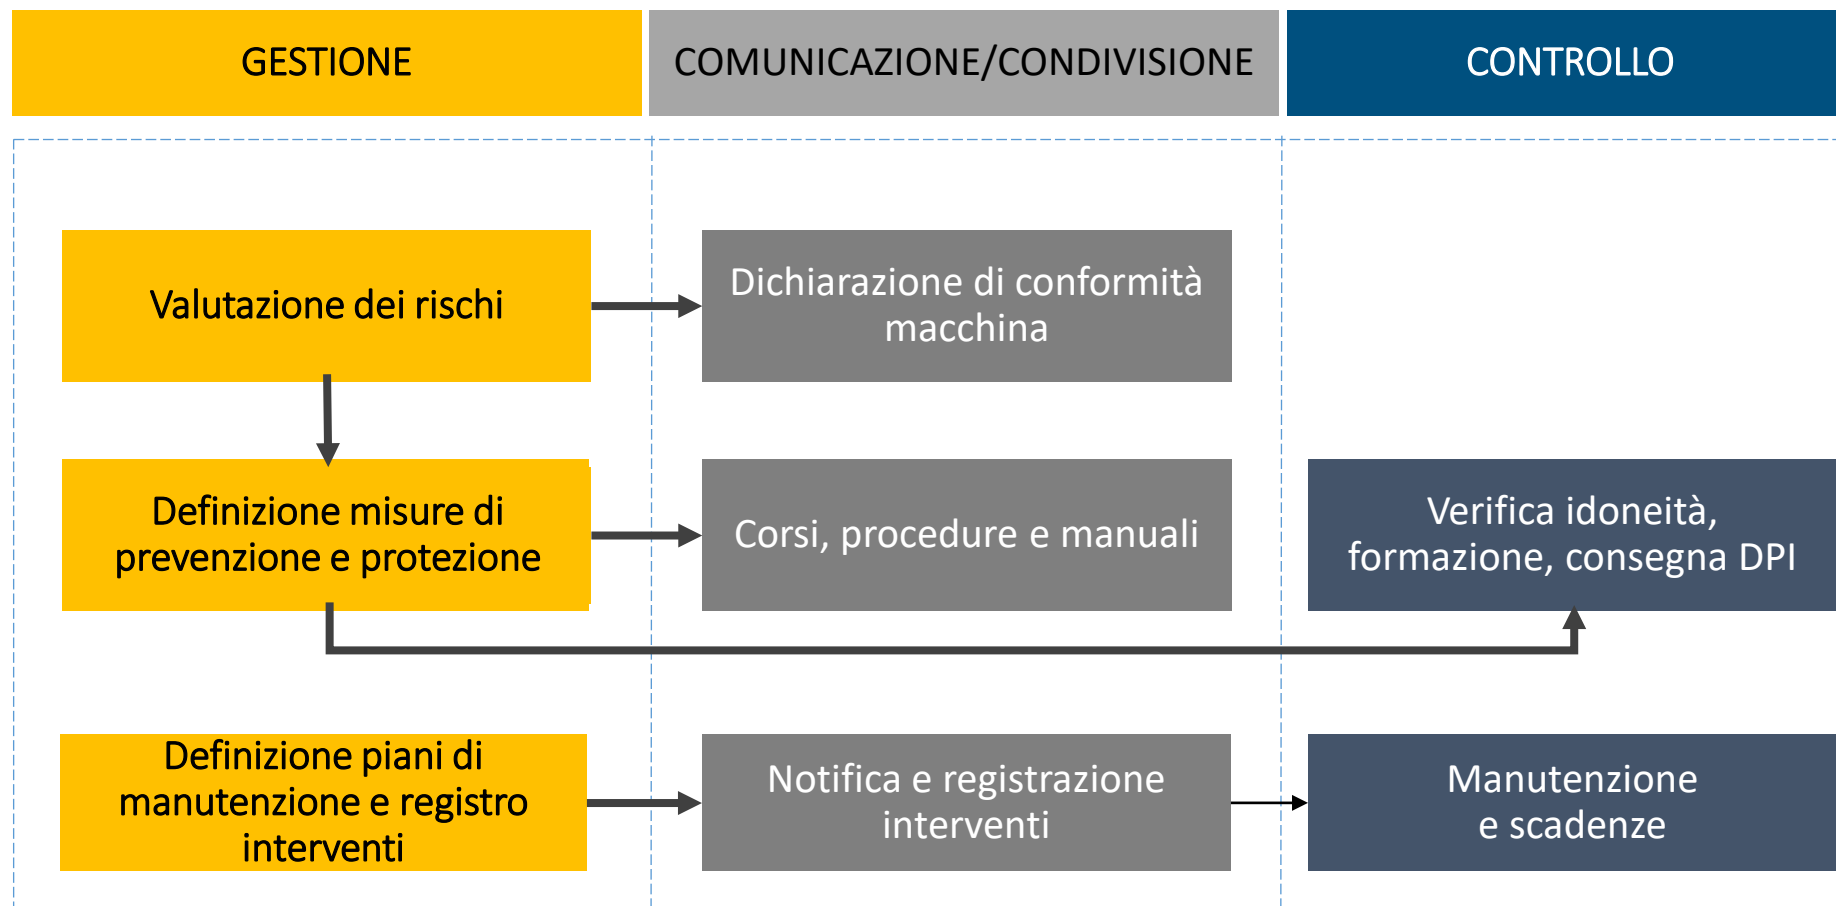 GESTIONE
COMUNICAZIONE/CONDIVISIONE
CONTROLLO
Valutazione dei rischi
Dichiarazione di conformità
macchina
Definizione misure di
prevenzione e protezione
Corsi, procedure e manuali
Verifica idoneità,
formazione, consegna DPI
Definizione piani di
manutenzione e registro
interventi
Notifica e registrazione
interventi
Manutenzione
e scadenze